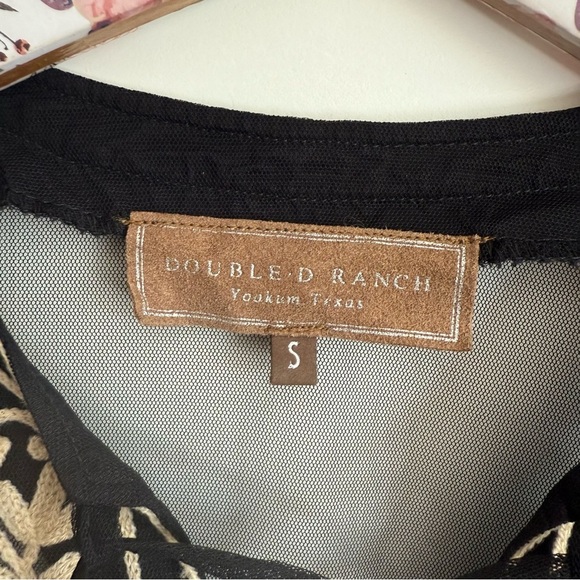 DOUBLE·D RANCH
Yoakum Texas
S